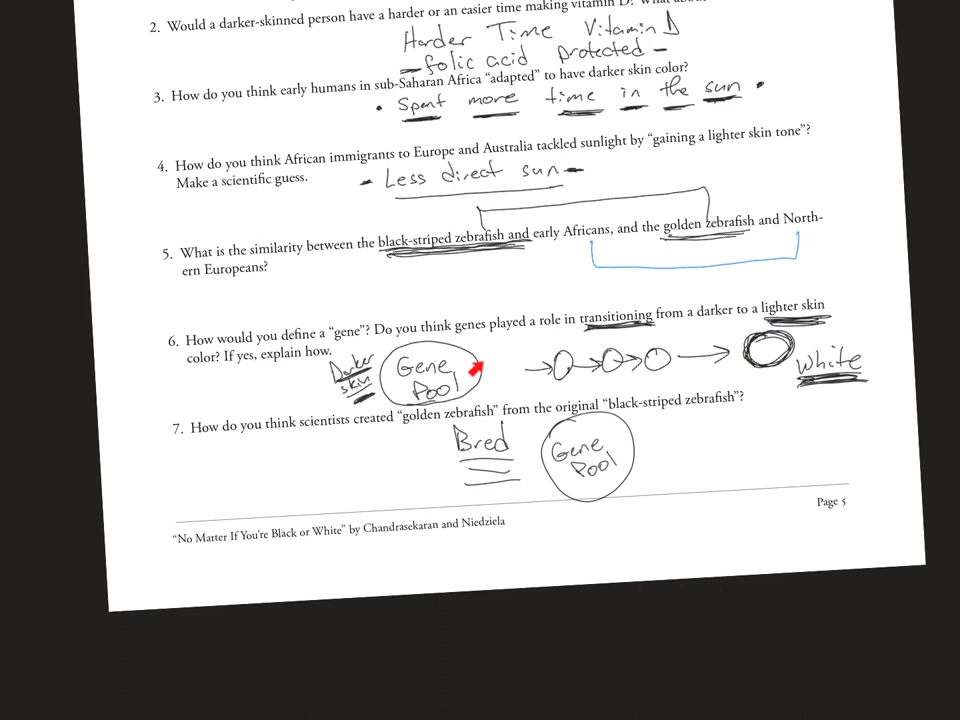 2. Would a darker-skinned person have a harder or an easier time making vitamin D?
Harder Time Vitamin D
- folic acid protected -
3. How do you think early humans in sub-Saharan Africa “adapted” to have darker skin color?
• Spent more time in the sun •
4. How do you think African immigrants to Europe and Australia tackled sunlight by “gaining a lighter skin tone”?
Make a scientific guess. - Less direct sun -
5. What is the similarity between the black-striped zebrafish and early Africans, and the golden zebrafish and North-
ern Europeans?
6. How would you define a “gene”? Do you think genes played a role in transitioning from a darker to a lighter skin
color? If yes, explain how.
Darker
skin
Gene
Pool
White
7. How do you think scientists created “golden zebrafish” from the original “black-striped zebrafish”?
Bred
Gene
Pool
Page 5
“No Matter If You’re Black or White” by Chandrasekaran and Niedziela